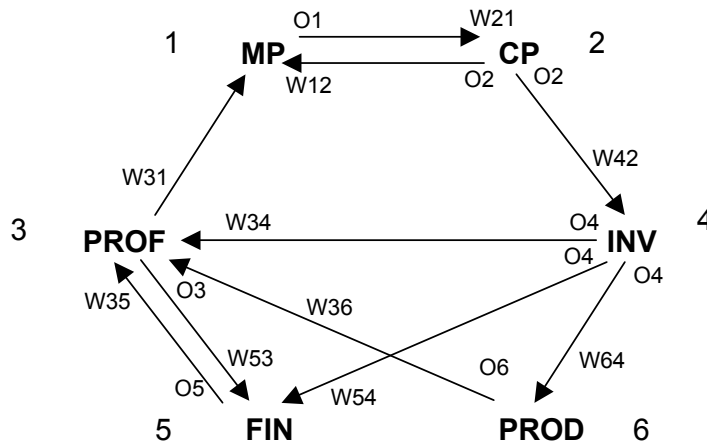 O1 W21
1 MP CP 2
W12 O2 O2
W31 W42
3 PROF W34 O4 INV 4
O4 O4
W35 O3 W36
W53 O6 W64
O5 W54
5 FIN PROD 6